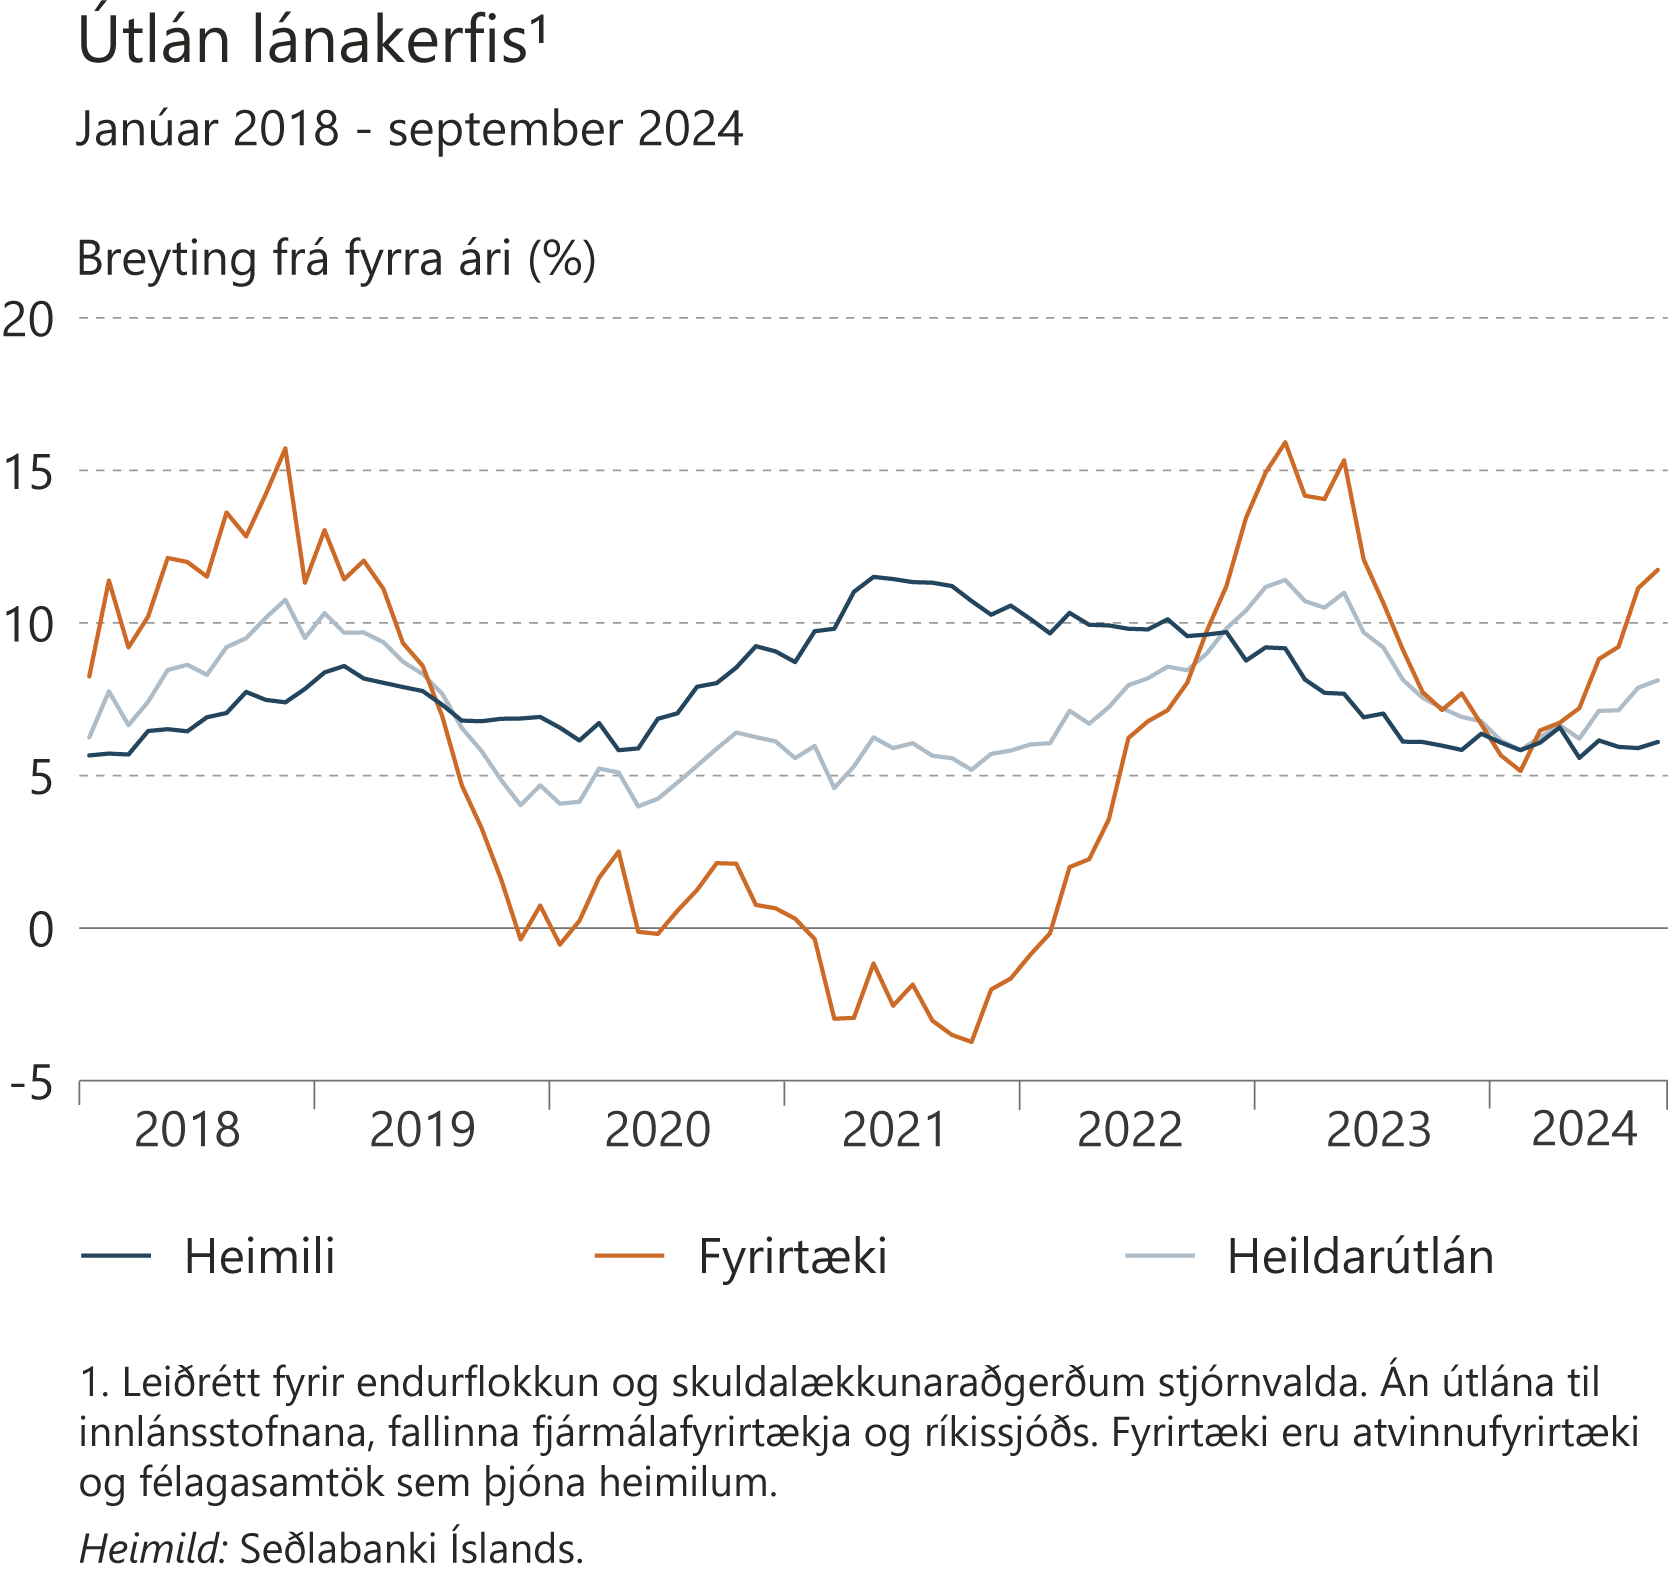 Útlán lánakerfis¹
Janúar 2018 - september 2024
Breyting frá fyrra ári (%)
20
15
10
5
0
-5
2018 2019 2020 2021 2022 2023 2024
Heimili Fyrirtæki Heildarútlán
1. Leiðrétt fyrir endurflokkun og skuldalækkunaraðgerðum stjórnvalda. Án útlána til
innlánsstofnana, fallinna fjármálafyrirtækja og ríkissjóðs. Fyrirtæki eru atvinnufyrirtæki
og félagasamtök sem þjóna heimilum.
Heimild: Seðlabanki Íslands.